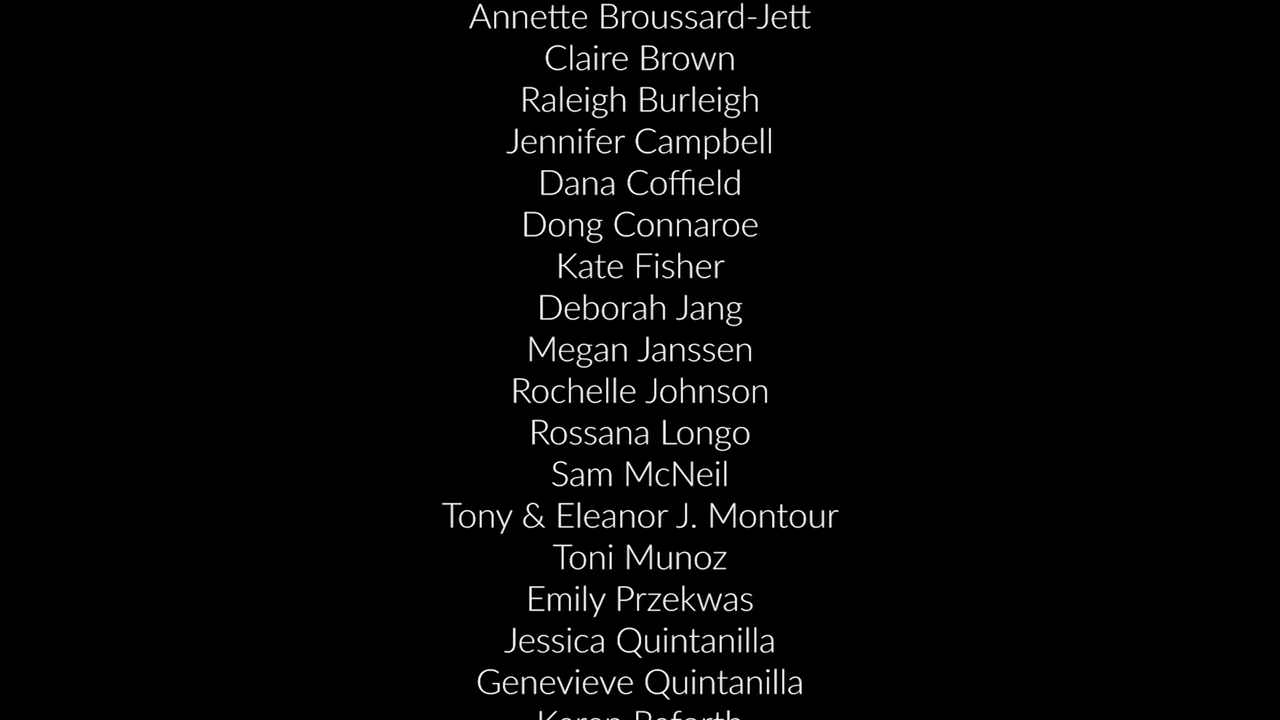 Annette Broussard-Jett
Claire Brown
Raleigh Burleigh
Jennifer Campbell
Dana Coffield
Dong Connaroe
Kate Fisher
Deborah Jang
Megan Janssen
Rochelle Johnson
Rossana Longo
Sam McNeil
Tony & Eleanor J. Montour
Toni Munoz
Emily Przekwas
Jessica Quintanilla
Genevieve Quintanilla